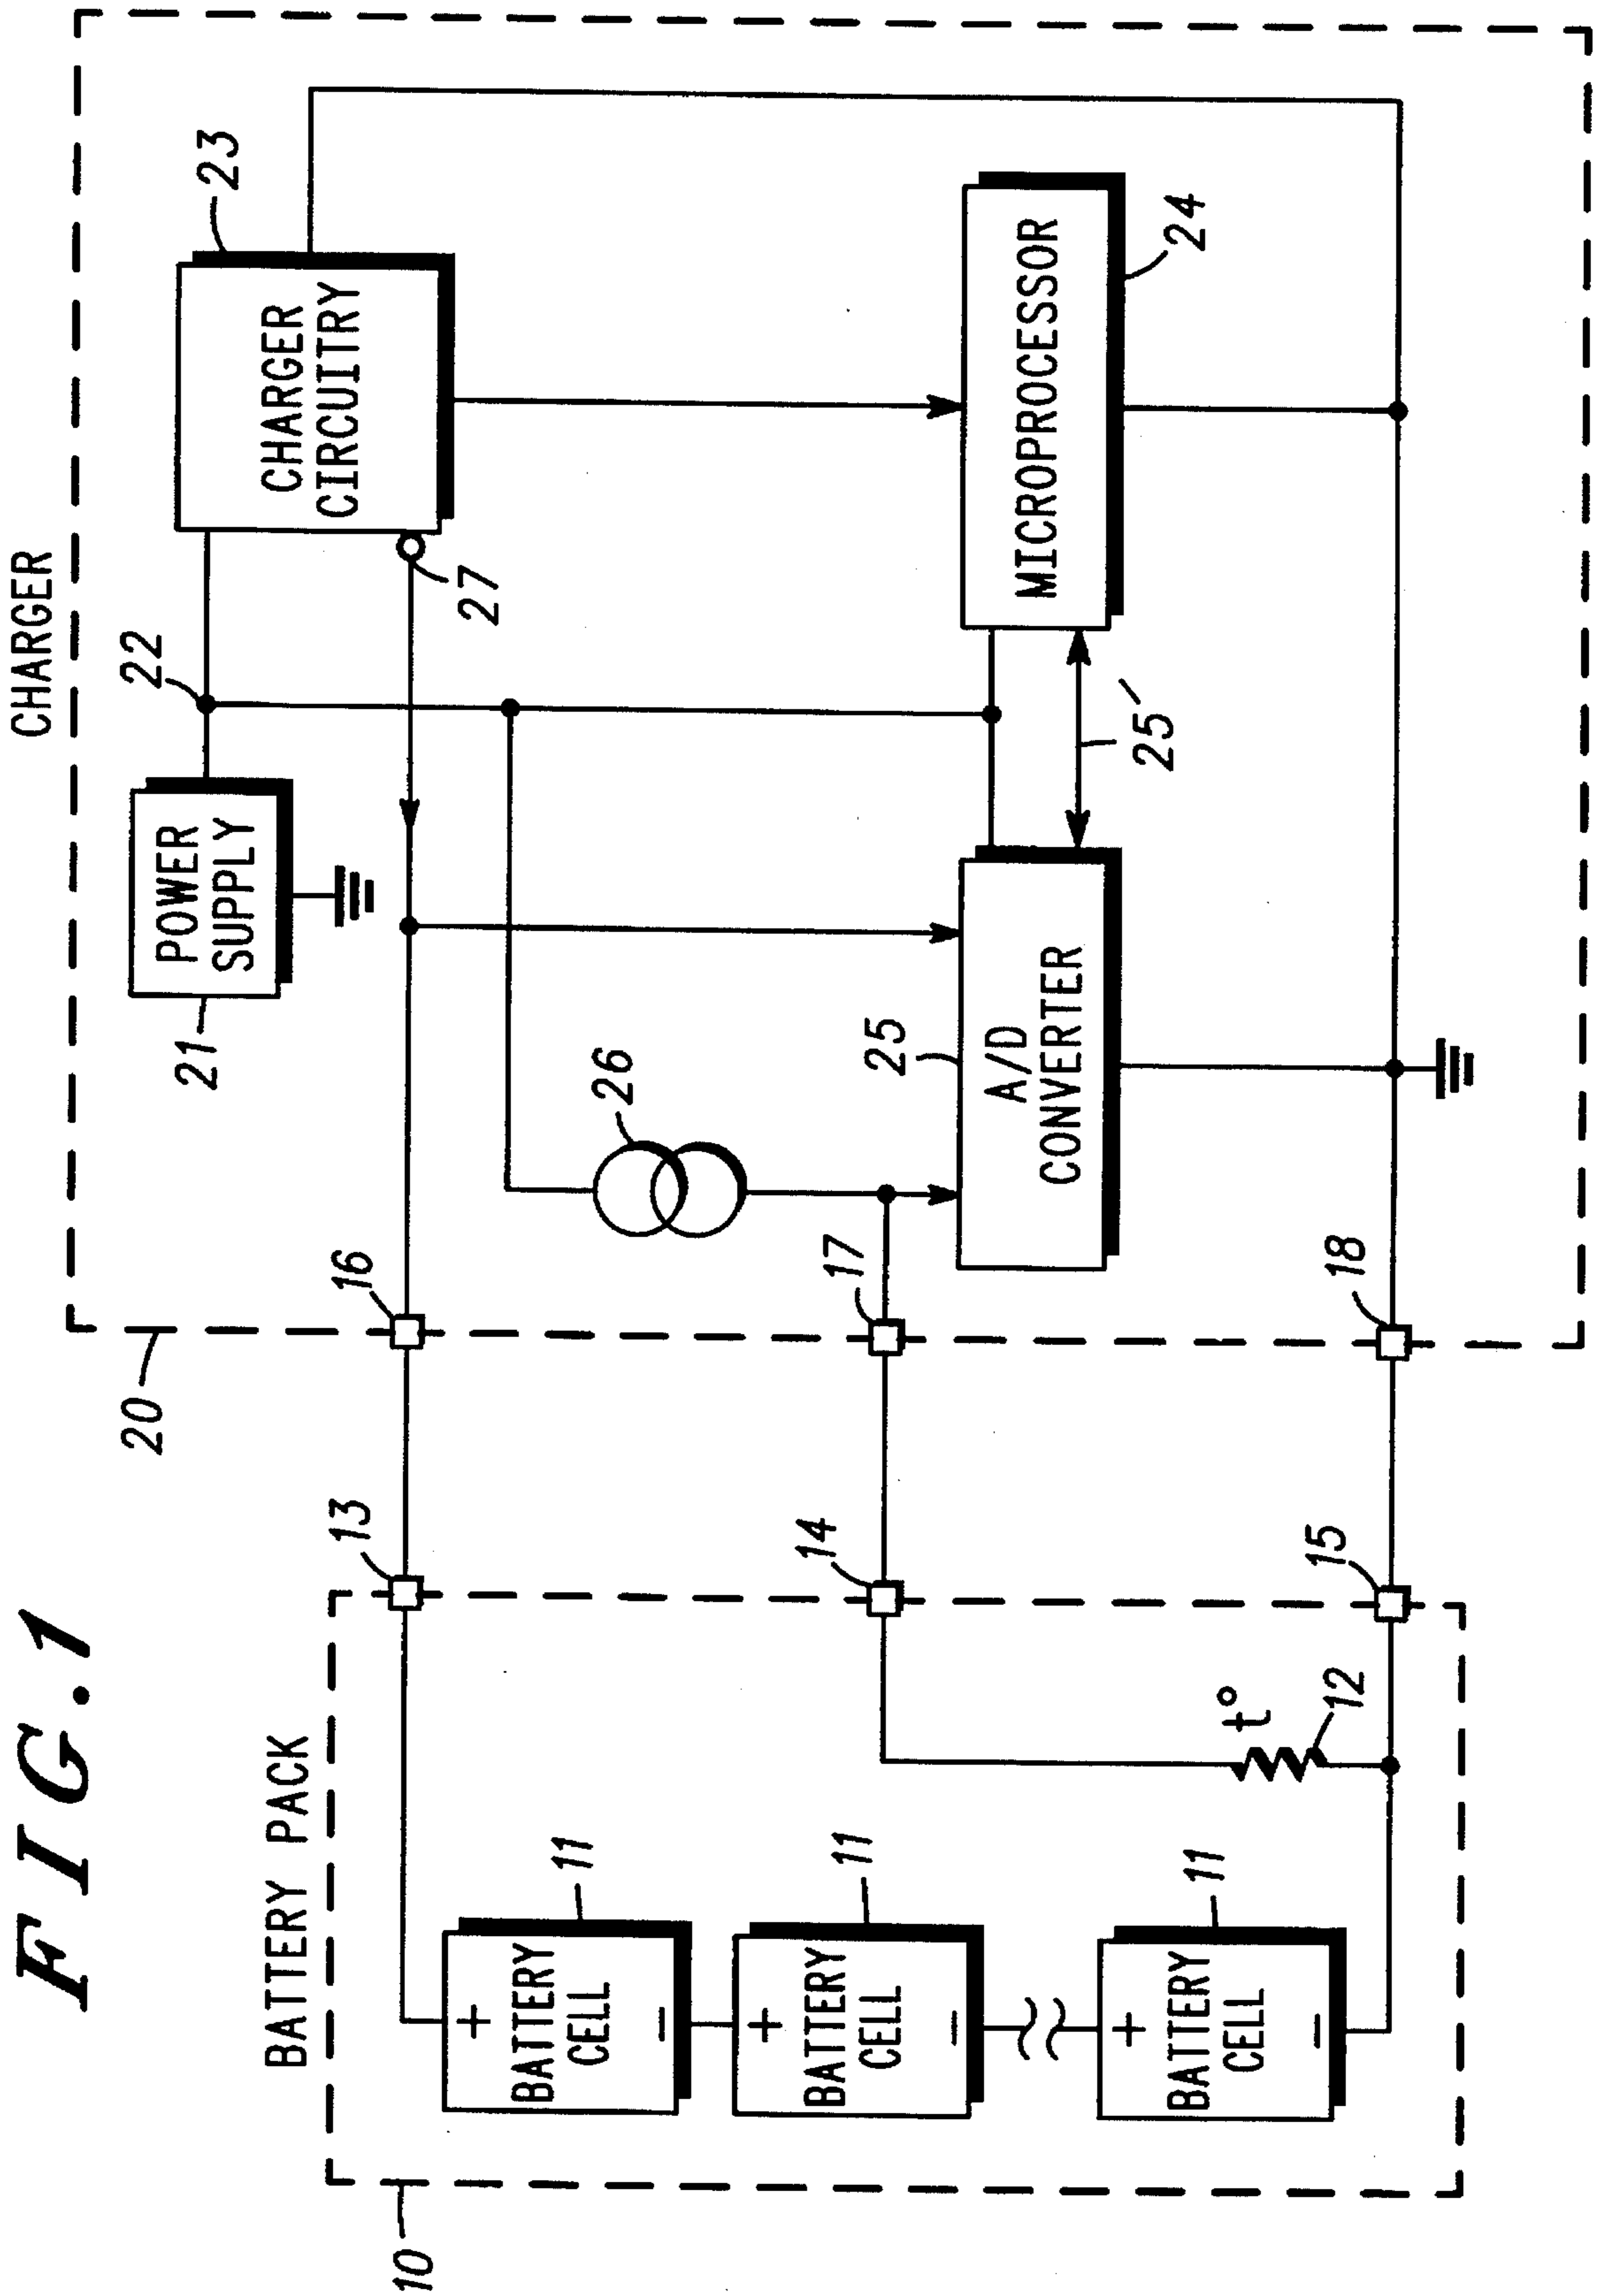 FIG.1
CHARGER
BATTERY PACK
20
10
21
POWER
SUPPLY
22
23
CHARGER
CIRCUITRY
27
16
13
26
+
BATTERY
CELL
–
11
+
BATTERY
CELL
–
11
+
BATTERY
CELL
–
11
14
17
25
A/D
CONVERTER
25'
MICROPROCESSOR
24
t°
12
15
18